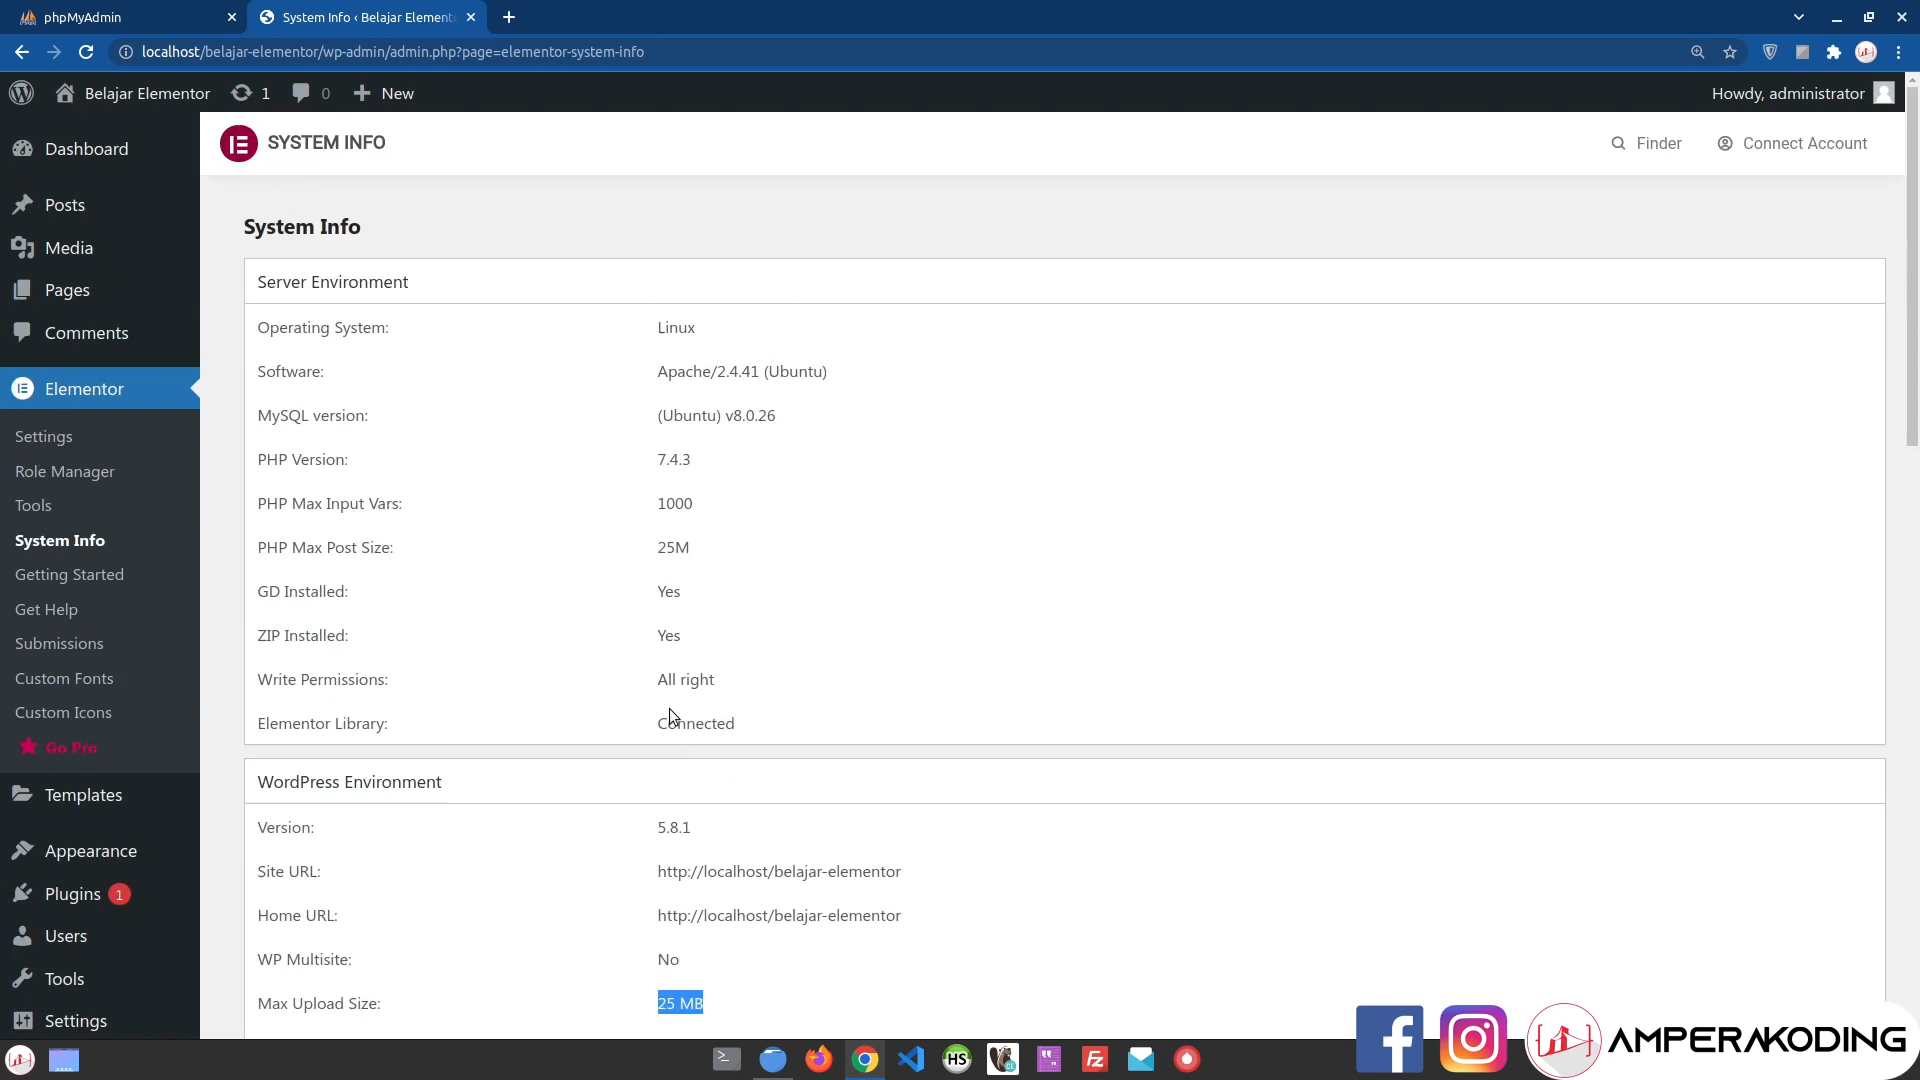 phpMyAdmin
System Info ‹ Belajar Elemento
localhost/belajar-elementor/wp-admin/admin.php?page=elementor-system-info
Belajar Elementor
1
0
New
Howdy, administrator
SYSTEM INFO
Finder
Connect Account
Dashboard
Posts
Media
Pages
Comments
Elementor
Settings
Role Manager
Tools
System Info
Getting Started
Get Help
Submissions
Custom Fonts
Custom Icons
Go Pro
Templates
Appearance
Plugins 1
Users
Tools
Settings
System Info
Server Environment
Operating System: Linux
Software: Apache/2.4.41 (Ubuntu)
MySQL version: (Ubuntu) v8.0.26
PHP Version: 7.4.3
PHP Max Input Vars: 1000
PHP Max Post Size: 25M
GD Installed: Yes
ZIP Installed: Yes
Write Permissions: All right
Elementor Library: Connected
WordPress Environment
Version: 5.8.1
Site URL: http://localhost/belajar-elementor
Home URL: http://localhost/belajar-elementor
WP Multisite: No
Max Upload Size: 25 MB
HS
Fz
AMPERAKODING